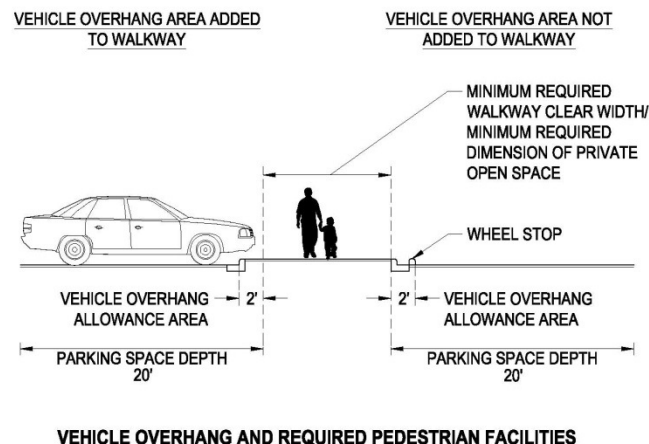 VEHICLE OVERHANG AREA ADDED
TO WALKWAY
VEHICLE OVERHANG AREA NOT
ADDED TO WALKWAY
MINIMUM REQUIRED
WALKWAY CLEAR WIDTH/
MINIMUM REQUIRED
DIMENSION OF PRIVATE
OPEN SPACE
WHEEL STOP
VEHICLE OVERHANG
ALLOWANCE AREA
2'
2'
VEHICLE OVERHANG
ALLOWANCE AREA
PARKING SPACE DEPTH
20'
PARKING SPACE DEPTH
20'
VEHICLE OVERHANG AND REQUIRED PEDESTRIAN FACILITIES